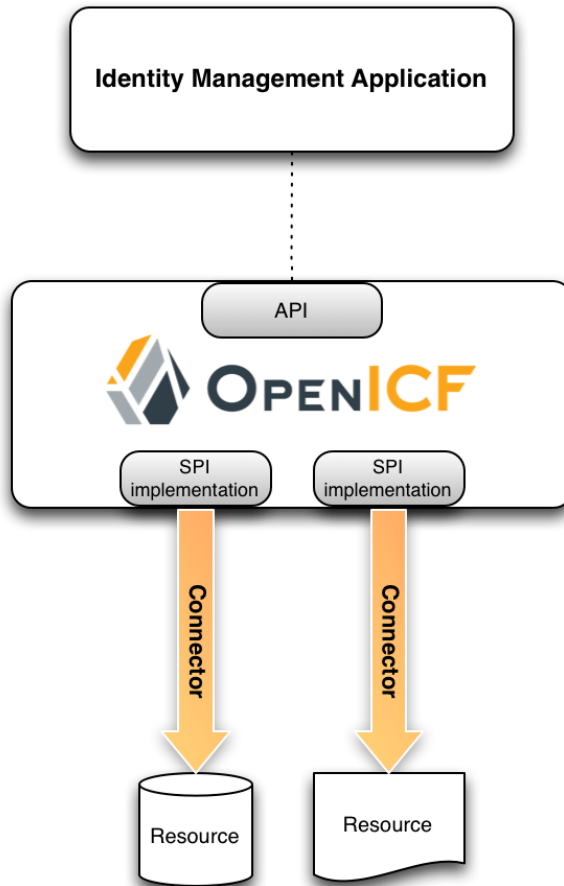 Identity Management Application
API
OPENICF
SPI
implementation
SPI
implementation
Connector
Connector
Resource
Resource